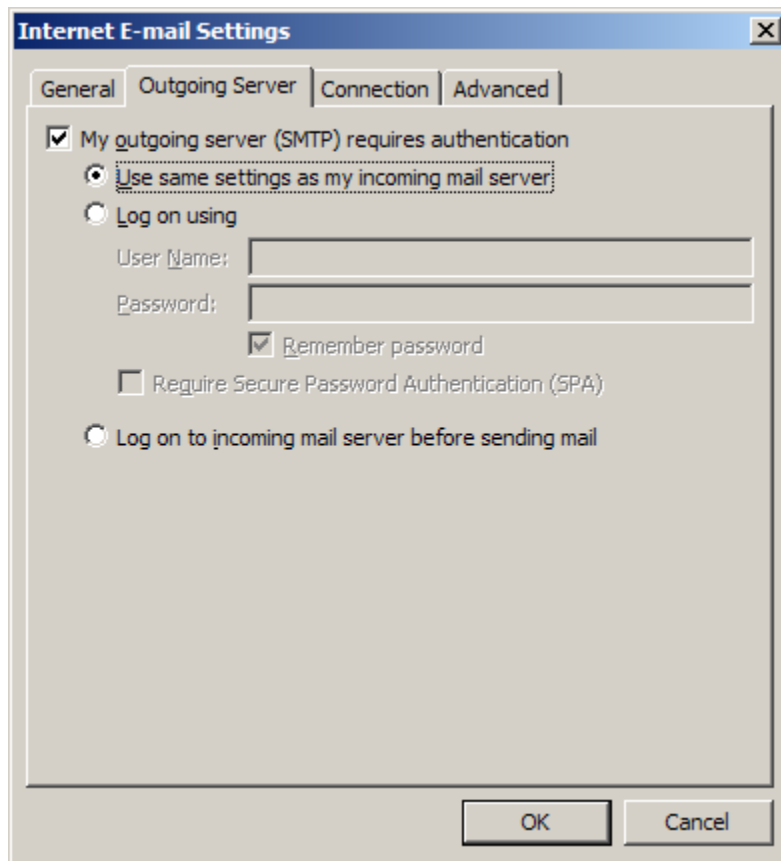 Internet E-mail Settings
General Outgoing Server Connection Advanced
My outgoing server (SMTP) requires authentication
Use same settings as my incoming mail server
Log on using
User Name:
Password:
Remember password
Require Secure Password Authentication (SPA)
Log on to incoming mail server before sending mail
OK Cancel